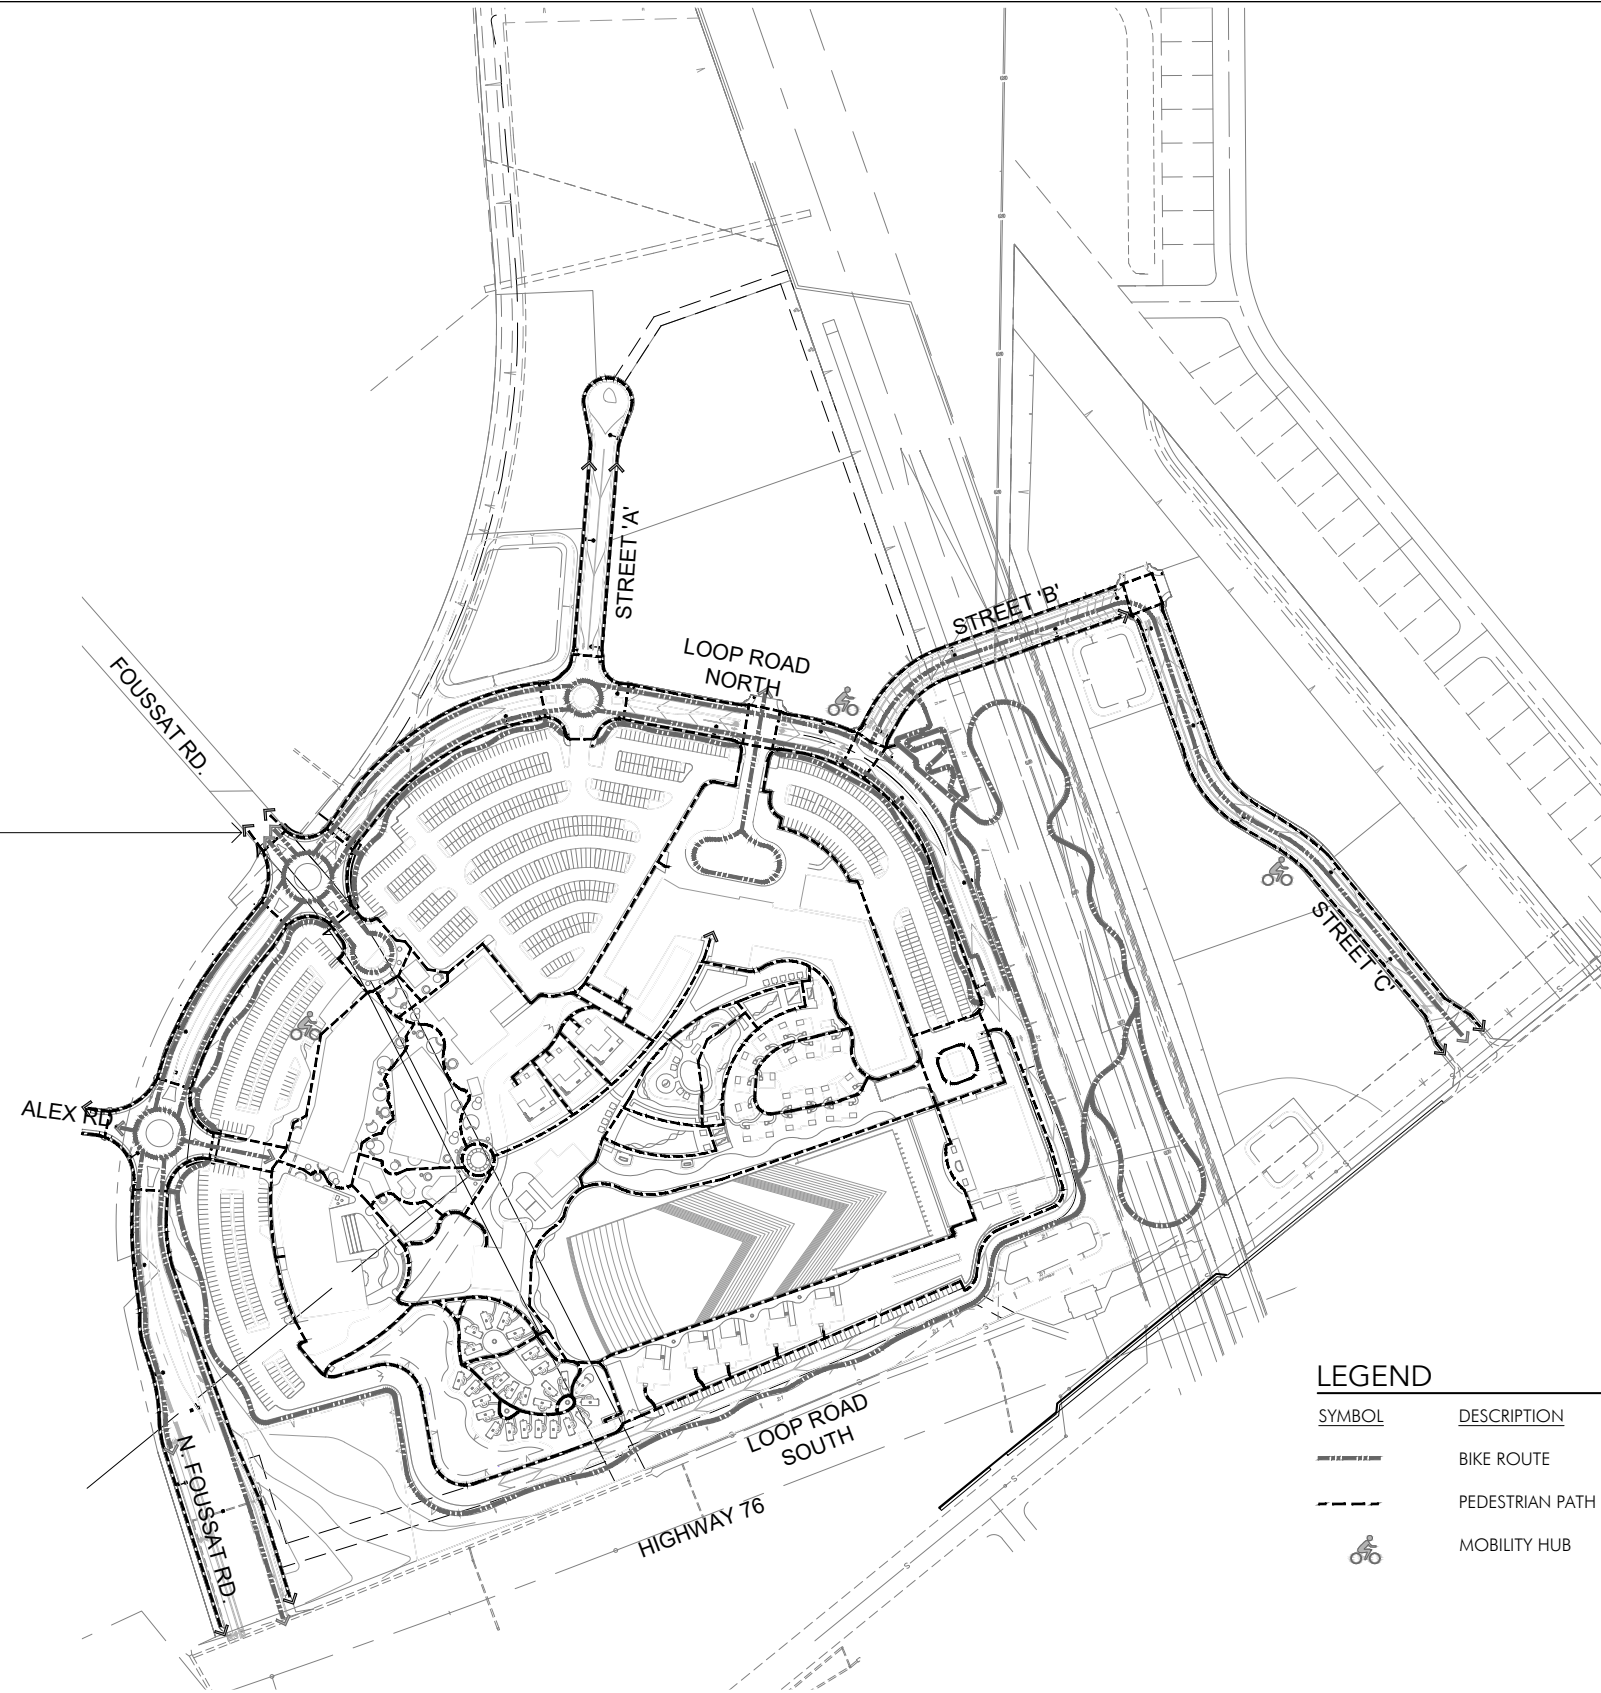 STREET 'A'
STREET 'B'
LOOP ROAD
NORTH
FOUSSAT RD.
STREET 'C'
ALEX RD
LOOP ROAD
SOUTH
N. FOUSSAT RD.
HIGHWAY 76
LEGEND
SYMBOL
DESCRIPTION
BIKE ROUTE
PEDESTRIAN PATH
MOBILITY HUB